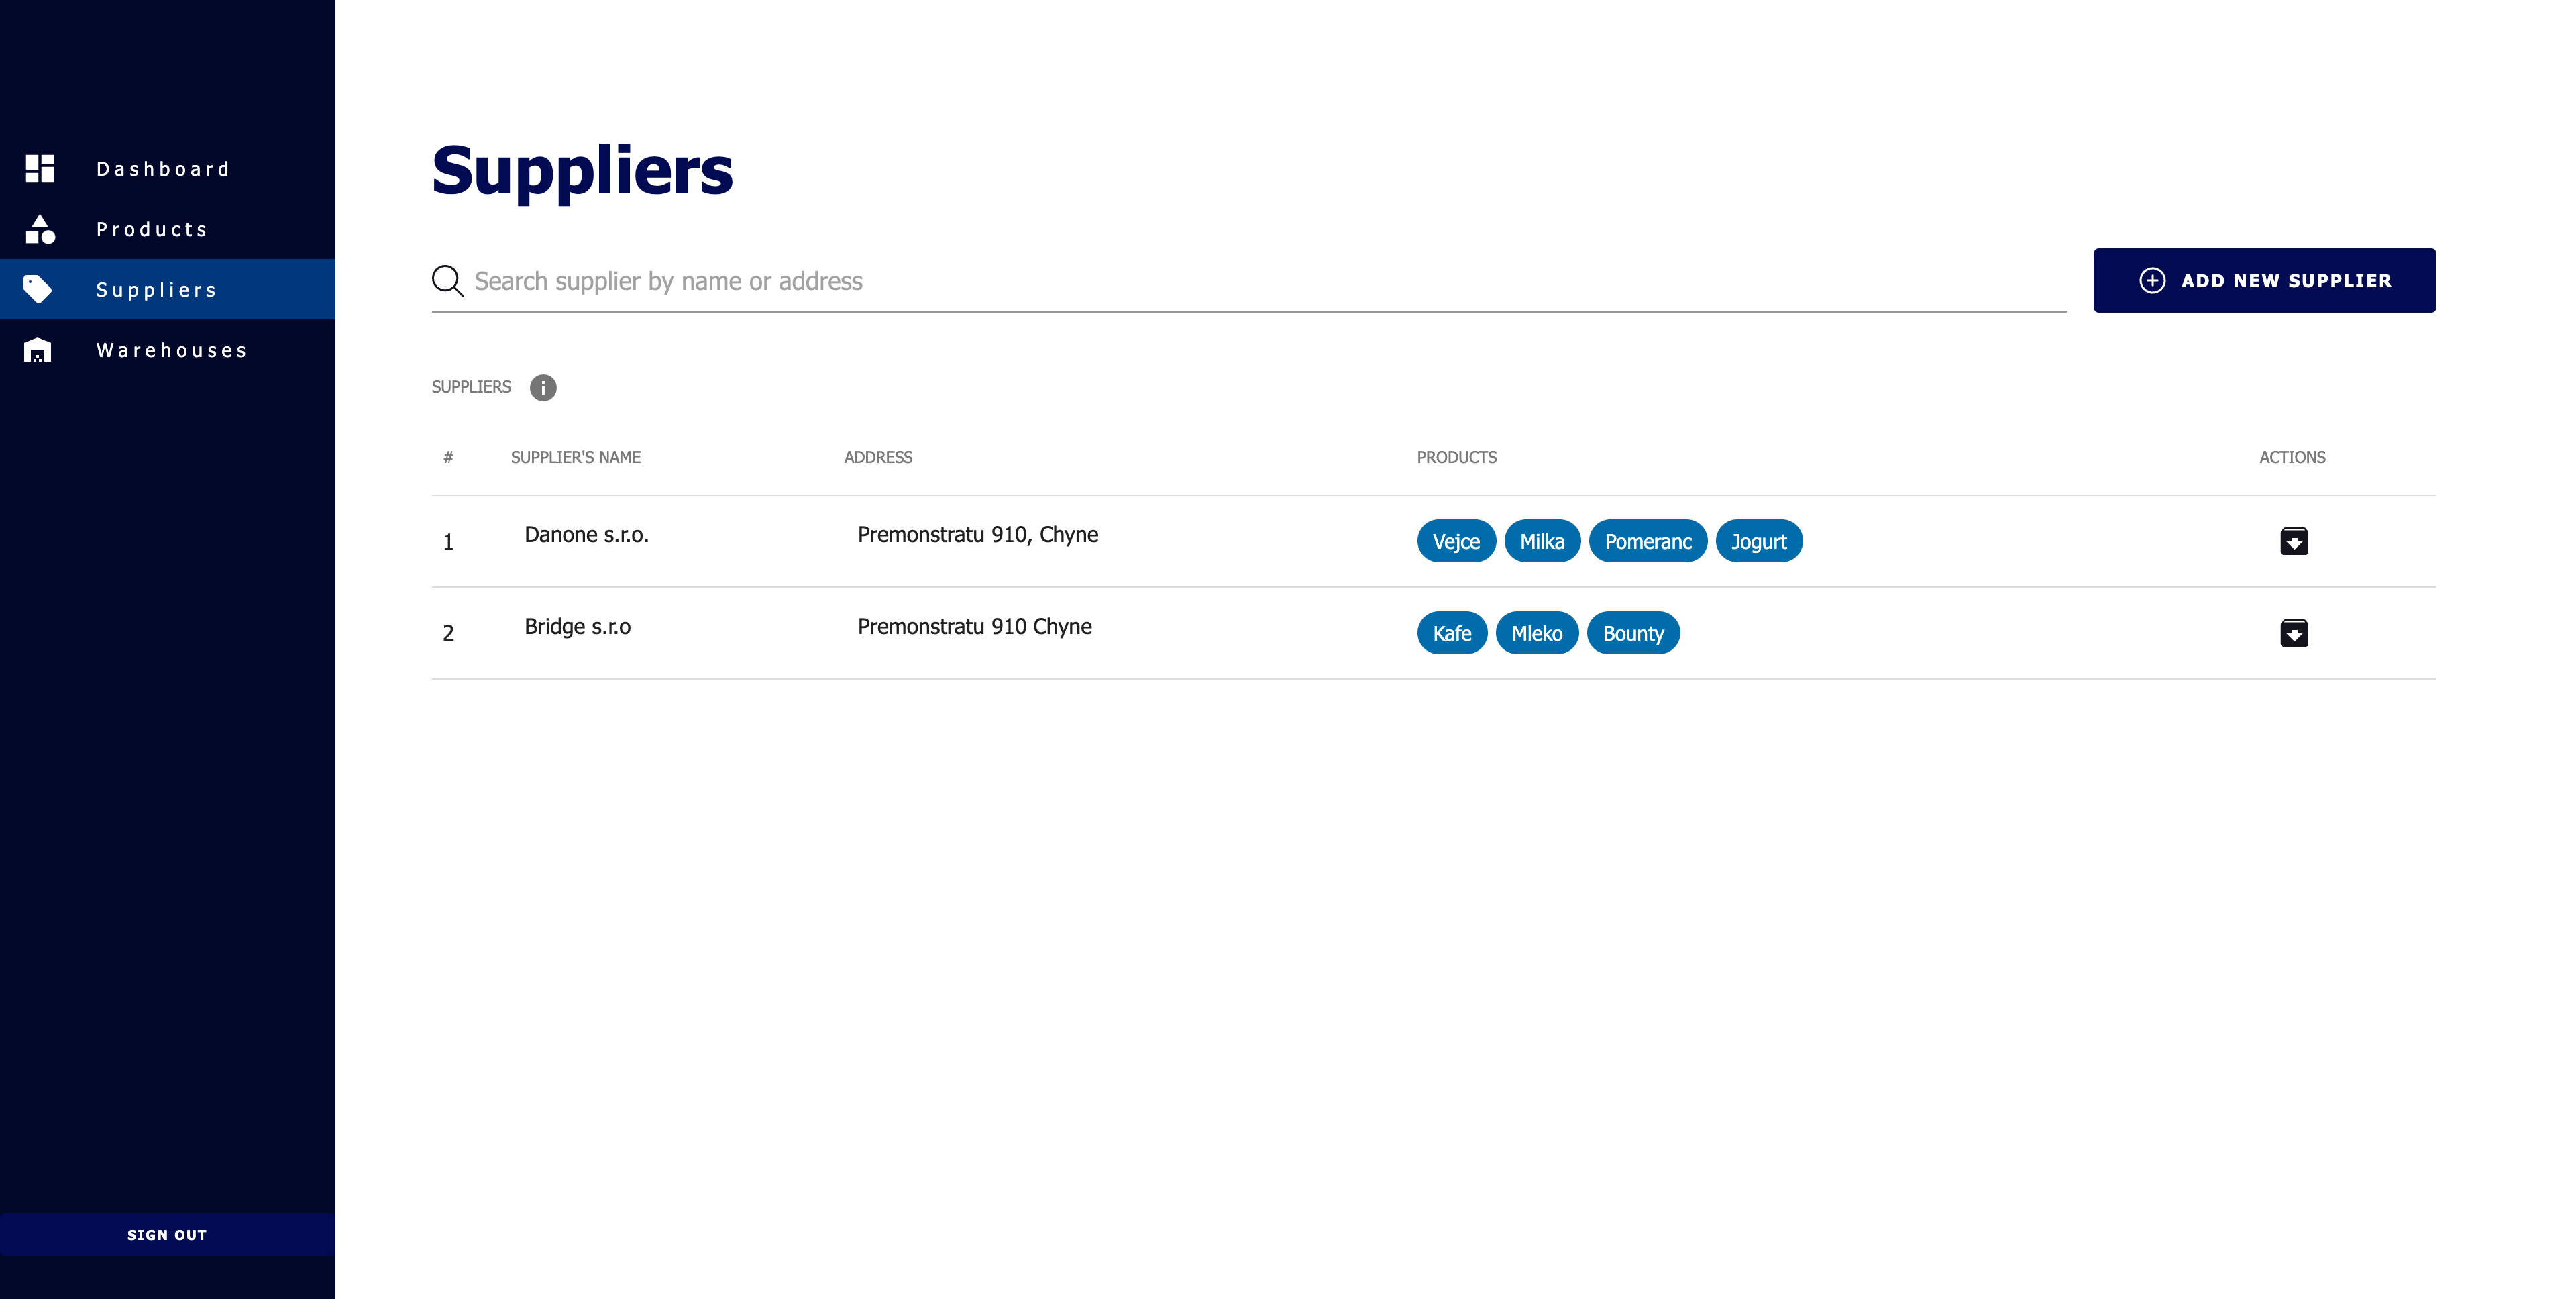 Dashboard
Products
Suppliers
Warehouses
SIGN OUT
Suppliers
Search supplier by name or address
ADD NEW SUPPLIER
SUPPLIERS
# SUPPLIER'S NAME ADDRESS PRODUCTS ACTIONS
1 Danone s.r.o. Premonstratu 910, Chyne Vejce Milka Pomeranc Jogurt
2 Bridge s.r.o Premonstratu 910 Chyne Kafe Mleko Bounty